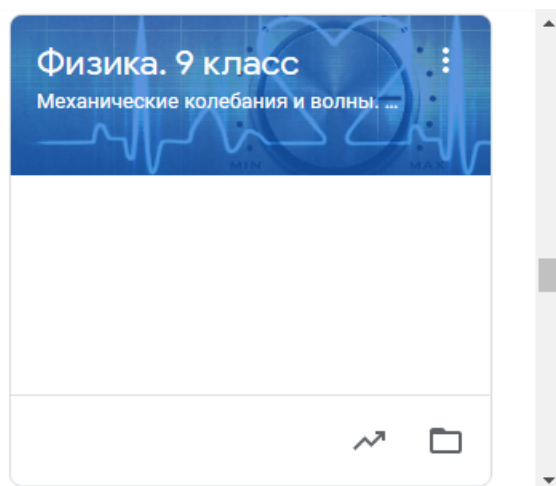 Физика. 9 класс
Механические колебания и волны. ...
MIN MAX